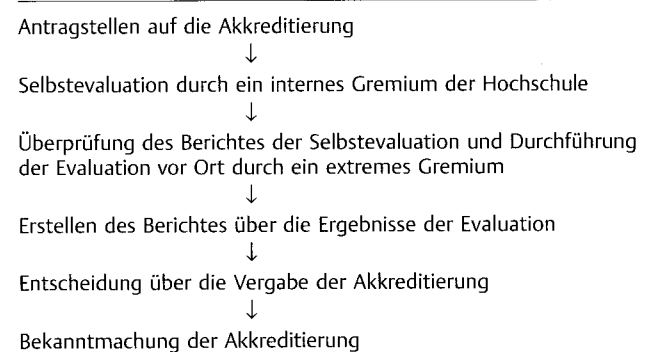 Antragstellen auf die Akkreditierung
↓
Selbstevaluation durch ein internes Gremium der Hochschule
↓
Überprüfung des Berichtes der Selbstevaluation und Durchführung
der Evaluation vor Ort durch ein extremes Gremium
↓
Erstellen des Berichtes über die Ergebnisse der Evaluation
↓
Entscheidung über die Vergabe der Akkreditierung
↓
Bekanntmachung der Akkreditierung